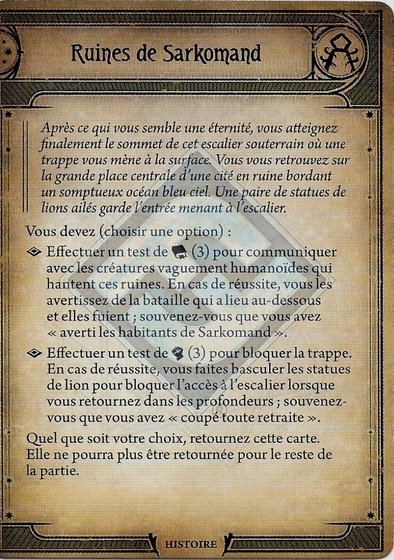 Ruines de Sarkomand
Après ce qui vous semble une éternité, vous atteignez
finalement le sommet de cet escalier souterrain où une
trappe vous mène à la surface. Vous vous retrouvez sur
la grande place centrale d'une cité en ruine bordant
un somptueux océan bleu ciel. Une paire de statues de
lions ailés garde l'entrée menant à l'escalier.
Vous devez (choisir une option) :
Effectuer un test de (3) pour communiquer
avec les créatures vaguement humanoïdes qui
hantent ces ruines. En cas de réussite, vous les
avertissez de la bataille qui a lieu au-dessous
et elles fuient ; souvenez-vous que vous avez
« averti les habitants de Sarkomand ».
Effectuer un test de (3) pour bloquer la trappe.
En cas de réussite, vous faites basculer les statues
de lion pour bloquer l'accès à l'escalier lorsque
vous retournez dans les profondeurs ; souvenez-
vous que vous avez « coupé toute retraite ».
Quel que soit votre choix, retournez cette carte.
Elle ne pourra plus être retournée pour le reste de
la partie.
HISTOIRE